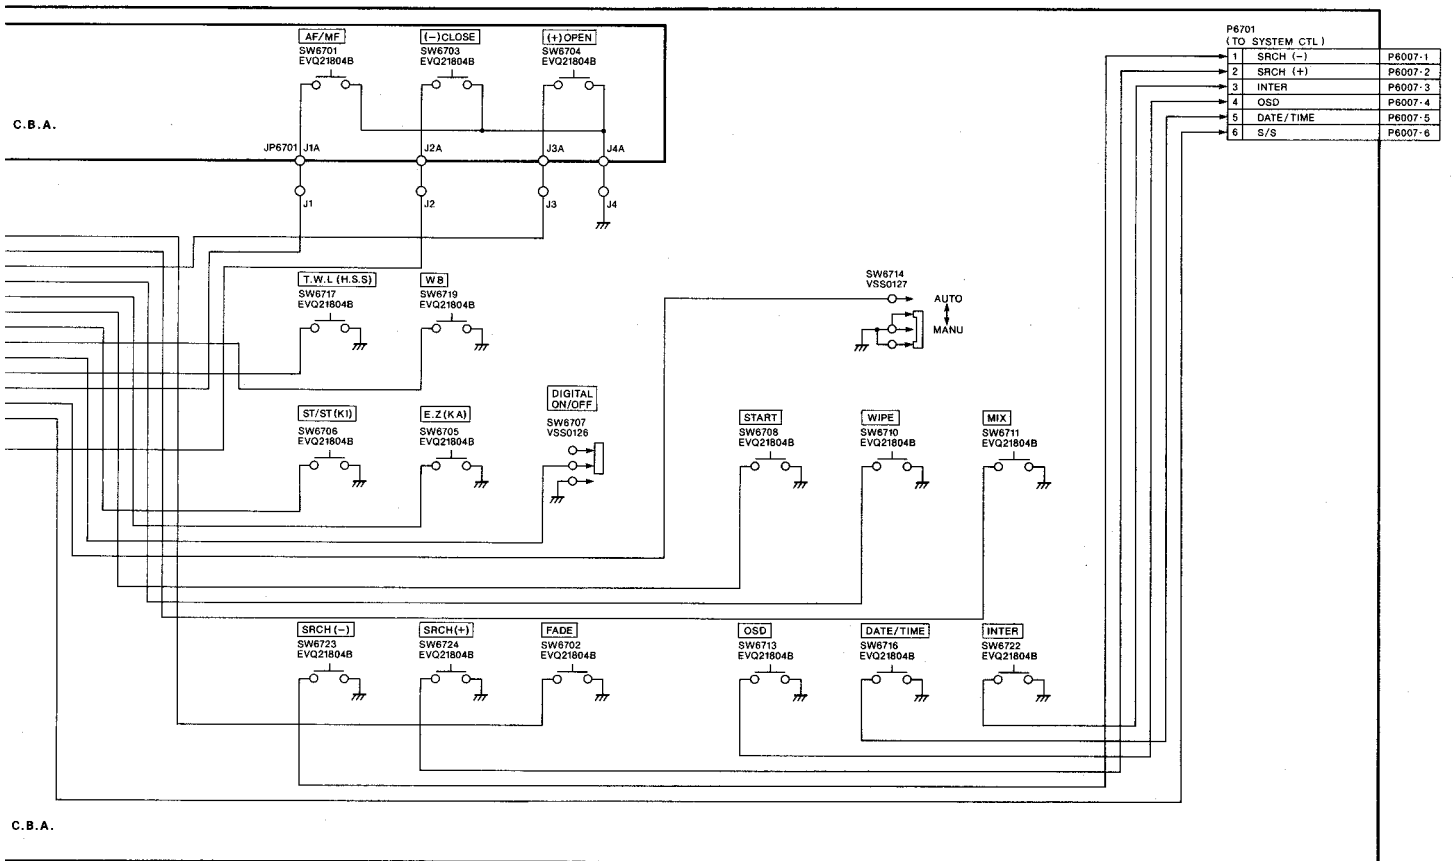 AF/MF
SW6701
EVQ21804B
(-)CLOSE
SW6703
EVQ21804B
(+)OPEN
SW6704
EVQ21804B
P6701
(TO SYSTEM CTL)
1 SRCH (-) P6007-1
2 SRCH (+) P6007-2
3 INTER P6007-3
4 OSD P6007-4
5 DATE/TIME P6007-5
6 S/S P6007-6
C.B.A.
JP6701 J1A J2A J3A J4A
J1 J2 J3 J4
T.W.L (H.S.S)
SW6717
EVQ21804B
WB
SW6719
EVQ21804B
SW6714
VSS0127
AUTO
MANU
ST/ST(KI)
SW6706
EVQ21804B
E.Z(KA)
SW6705
EVQ21804B
DIGITAL
ON/OFF
SW6707
VSS0126
START
SW6708
EVQ21804B
WIPE
SW6710
EVQ21804B
MIX
SW6711
EVQ21804B
SRCH(-)
SW6723
EVQ21804B
SRCH(+)
SW6724
EVQ21804B
FADE
SW6702
EVQ21804B
OSD
SW6713
EVQ21804B
DATE/TIME
SW6716
EVQ21804B
INTER
SW6722
EVQ21804B
C.B.A.